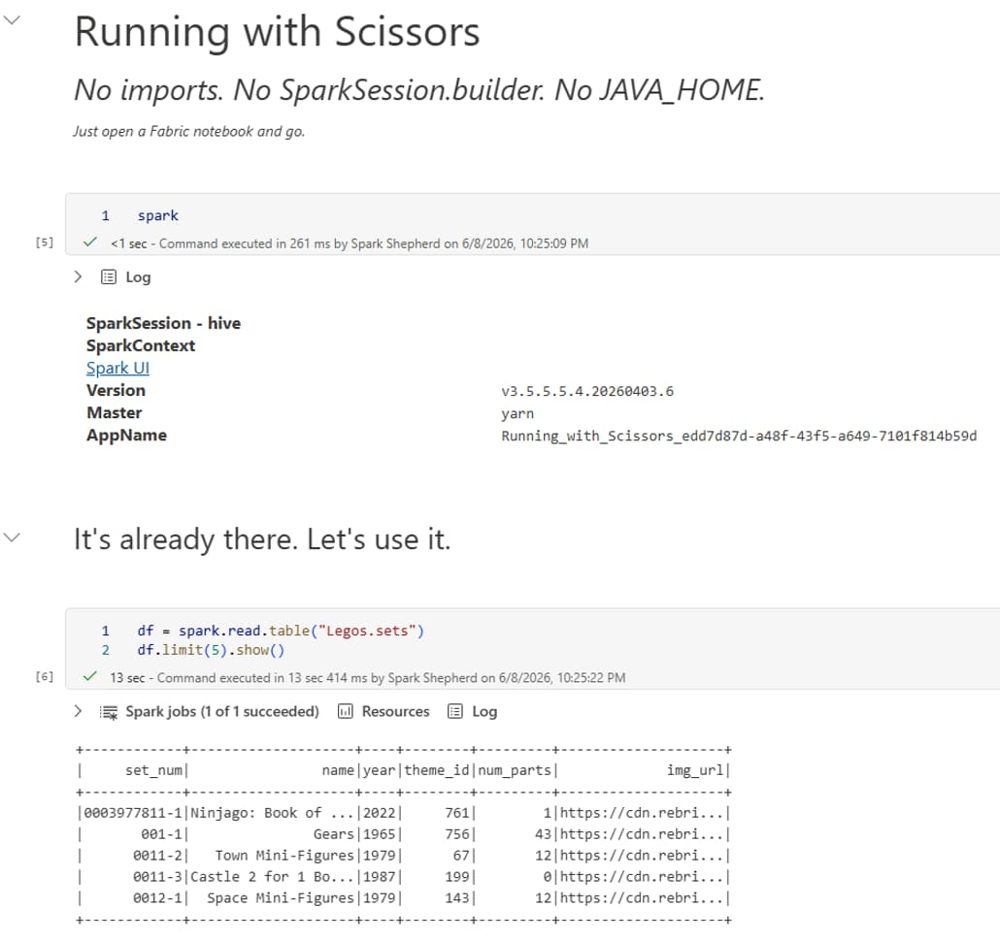 Running with Scissors
No imports. No SparkSession.builder. No JAVA_HOME.
Just open a Fabric notebook and go.
1 spark
[5] <1 sec - Command executed in 261 ms by Spark Shepherd on 6/8/2026, 10:25:09 PM
Log
SparkSession - hive
SparkContext
Spark UI
Version v3.5.5.5.4.20260403.6
Master yarn
AppName Running_with_Scissors_edd7d87d-a48f-43f5-a649-7101f814b59d
It's already there. Let's use it.
1 df = spark.read.table("Legos.sets")
2 df.limit(5).show()
[6] 13 sec - Command executed in 13 sec 414 ms by Spark Shepherd on 6/8/2026, 10:25:22 PM
Spark jobs (1 of 1 succeeded) Resources Log
+------------+--------------------+----+--------+---------+--------------------+
|     set_num|                name|year|theme_id|num_parts|             img_url|
+------------+--------------------+----+--------+---------+--------------------+
|0003977811-1|Ninjago: Book of ...|2022|     761|        1|https://cdn.rebri...|
|       001-1|               Gears|1965|     756|       43|https://cdn.rebri...|
|      0011-2|   Town Mini-Figures|1979|      67|       12|https://cdn.rebri...|
|      0011-3|Castle 2 for 1 Bo...|1987|     199|        0|https://cdn.rebri...|
|      0012-1|  Space Mini-Figures|1979|     143|       12|https://cdn.rebri...|
+------------+--------------------+----+--------+---------+--------------------+